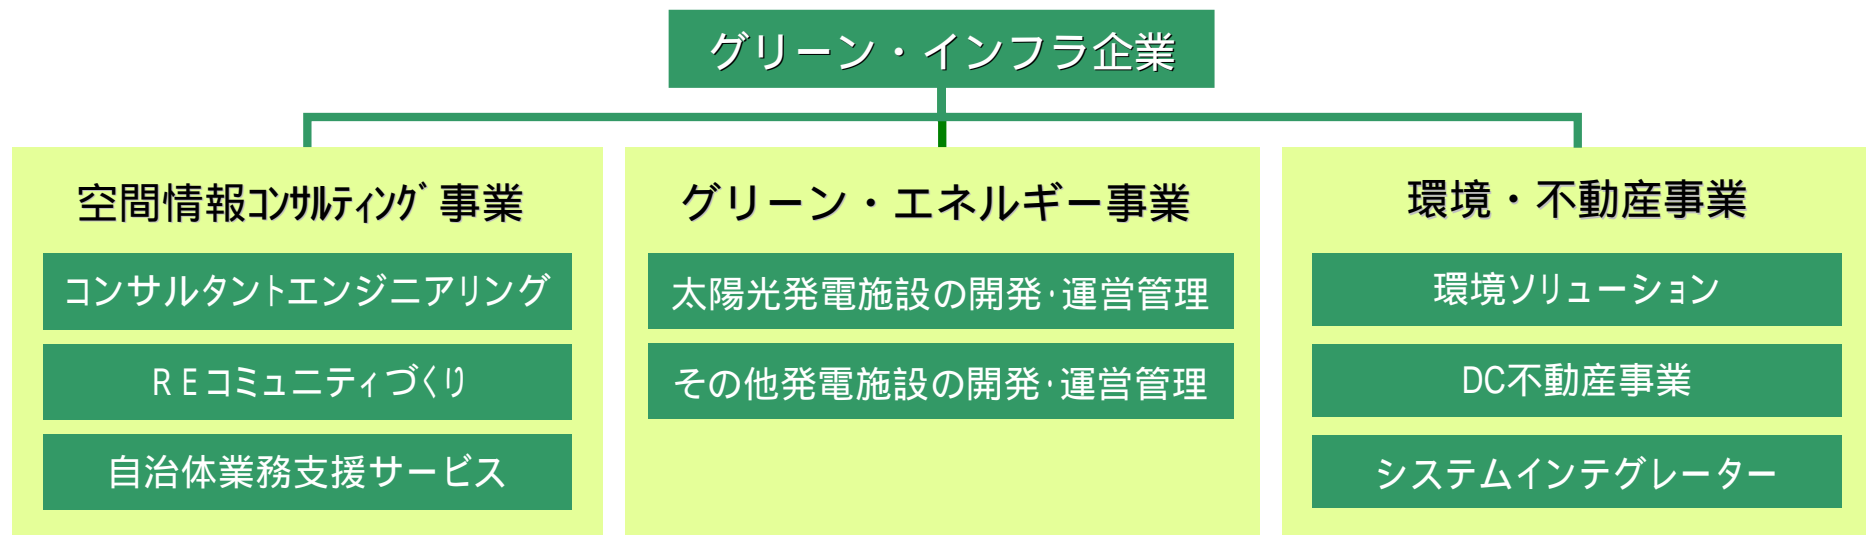 グリーン・インフラ企業
空間情報ｺﾝｻﾙﾃｨﾝｸﾞ事業
コンサルタントエンジニアリング
ＲＥコミュニティづくり
自治体業務支援サービス
グリーン・エネルギー事業
太陽光発電施設の開発･運営管理
その他発電施設の開発･運営管理
環境・不動産事業
環境ソリューション
DC不動産事業
システムインテグレーター